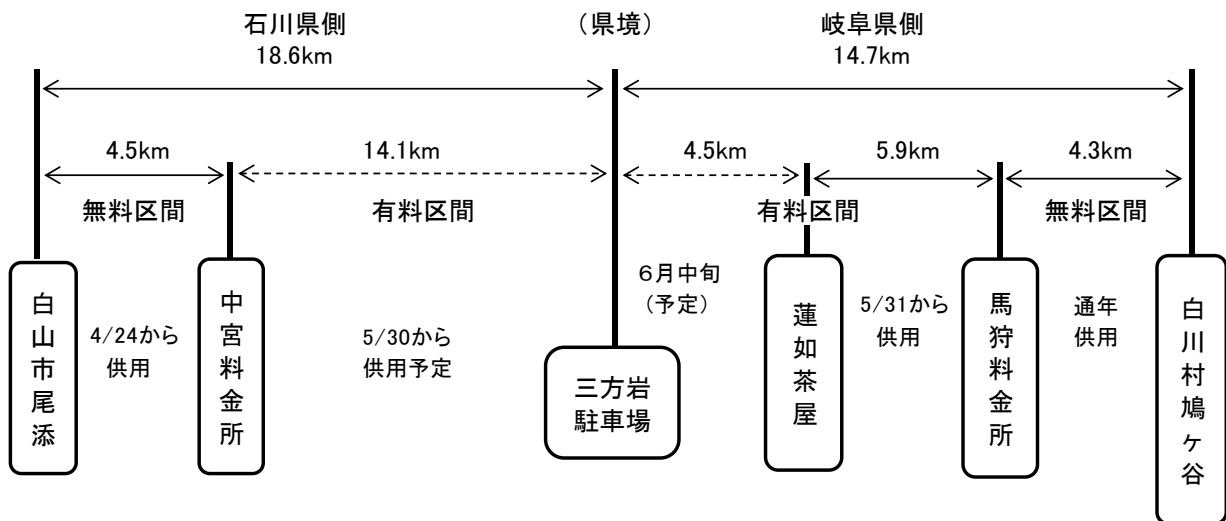 石川県側
18.6km
（県境）
岐阜県側
14.7km
4.5km
14.1km
4.5km
5.9km
4.3km
無料区間
有料区間
有料区間
無料区間
白山市尾添
4/24から
供用
中宮料金所
5/30から
供用予定
三方岩
駐車場
６月中旬
（予定）
蓮如茶屋
5/31から
供用
馬狩料金所
通年
供用
白川村鳩ヶ谷